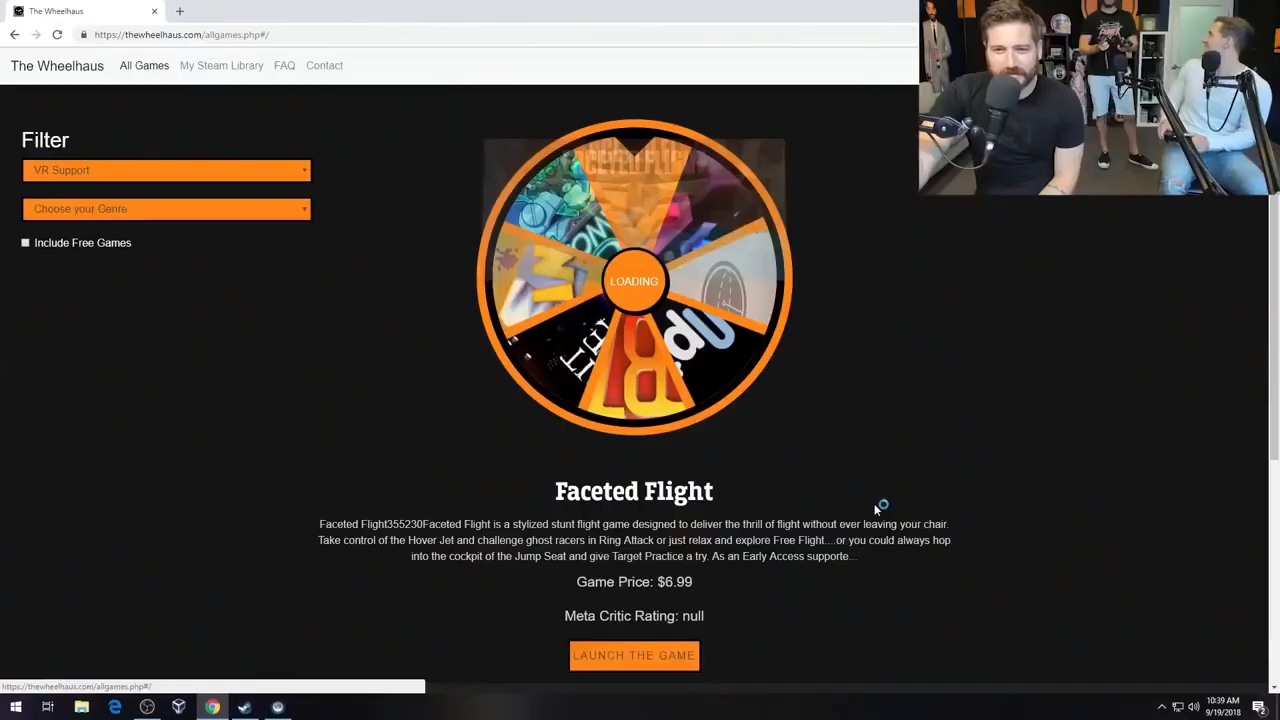 The Wheelhaus
https://thewheelhaus.com/allgames.php#/
The Wheelhaus All Games My Steam Library FAQ Contact
Filter
VR Support
Choose your Genre
Include Free Games
LOADING
Faceted Flight
Faceted Flight355230Faceted Flight is a stylized stunt flight game designed to deliver the thrill of flight without ever leaving your chair.
Take control of the Hover Jet and challenge ghost racers in Ring Attack or just relax and explore Free Flight....or you could always hop
into the cockpit of the Jump Seat and give Target Practice a try. As an Early Access supporte...
Game Price: $6.99
Meta Critic Rating: null
LAUNCH THE GAME
https://thewheelhaus.com/allgames.php#/
10:39 AM
9/19/2018
2